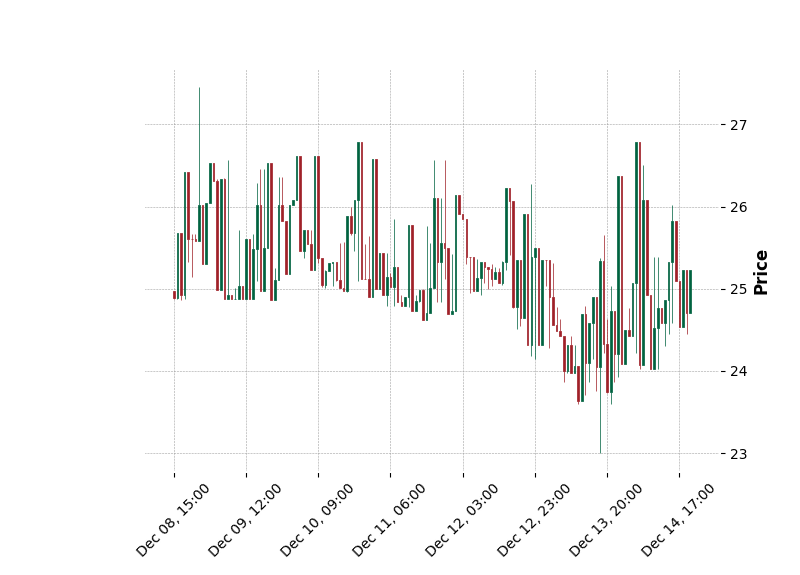 27
26
25
24
23
Price
Dec 08, 15:00
Dec 09, 12:00
Dec 10, 09:00
Dec 11, 06:00
Dec 12, 03:00
Dec 12, 23:00
Dec 13, 20:00
Dec 14, 17:00